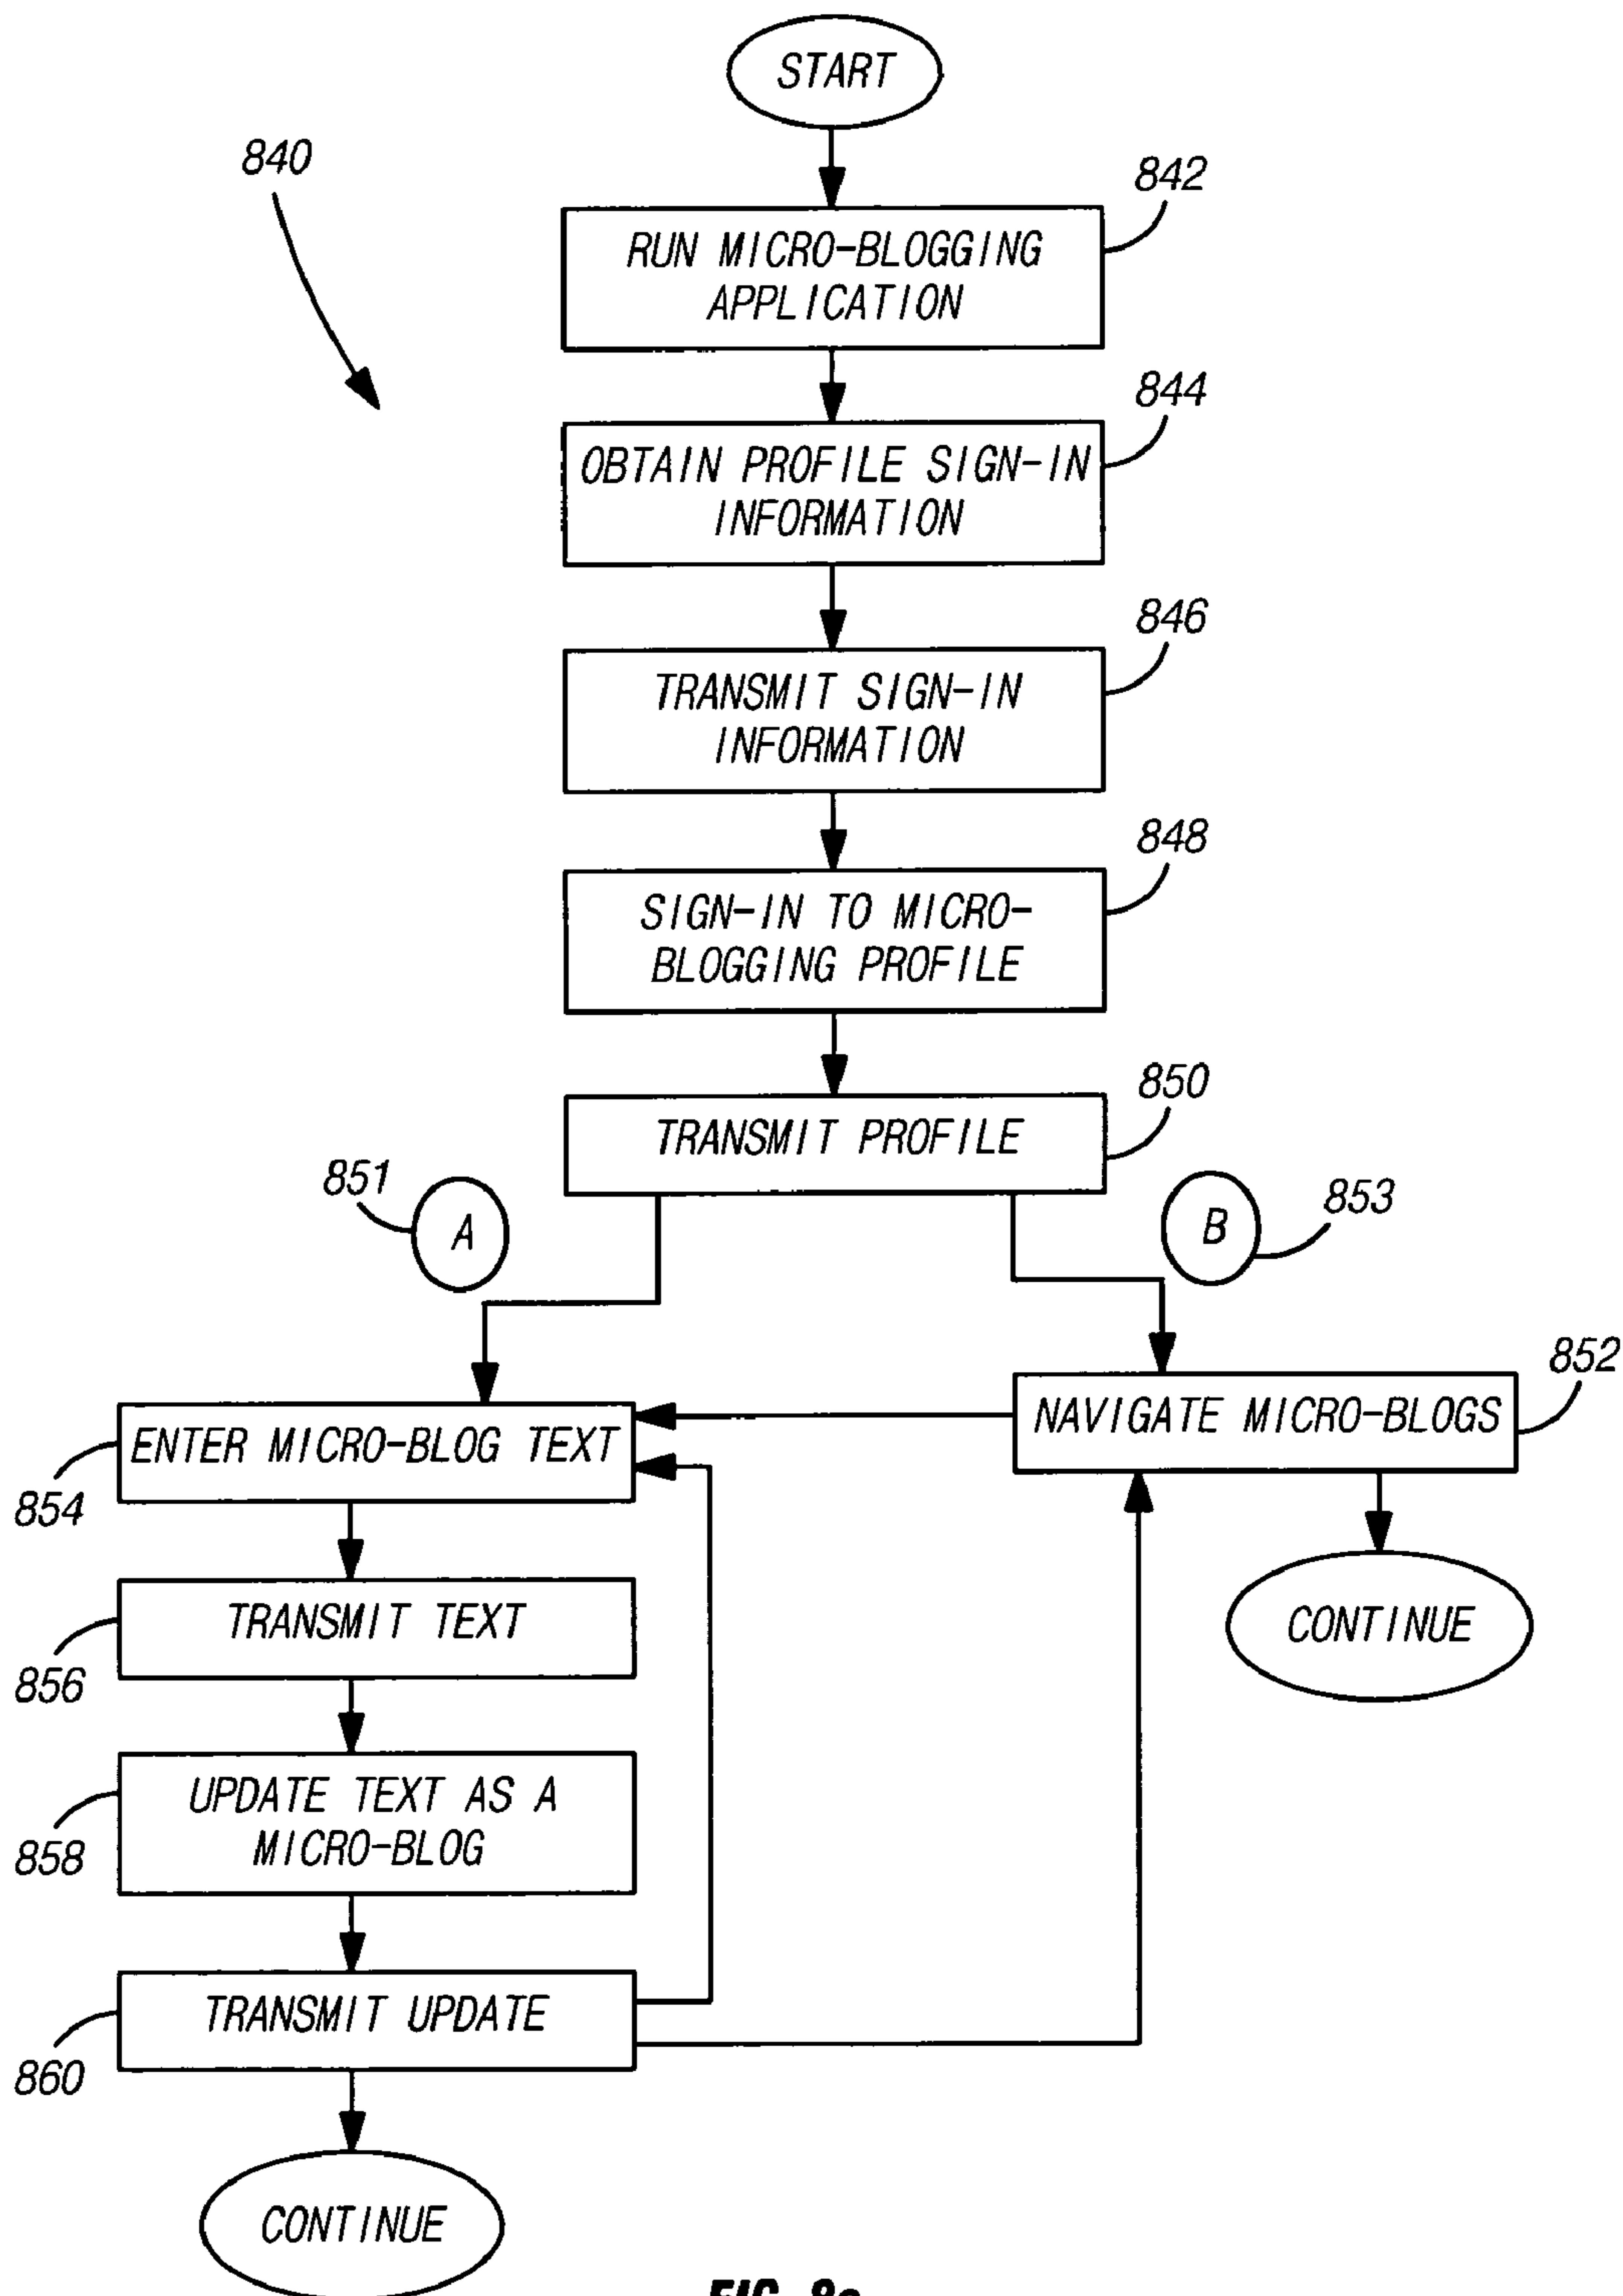 START
840
842
RUN MICRO-BLOGGING
APPLICATION
844
OBTAIN PROFILE SIGN-IN
INFORMATION
846
TRANSMIT SIGN-IN
INFORMATION
848
SIGN-IN TO MICRO-
BLOGGING PROFILE
850
TRANSMIT PROFILE
851
A
B
853
852
NAVIGATE MICRO-BLOGS
ENTER MICRO-BLOG TEXT
854
TRANSMIT TEXT
856
CONTINUE
UPDATE TEXT AS A
MICRO-BLOG
858
TRANSMIT UPDATE
860
CONTINUE